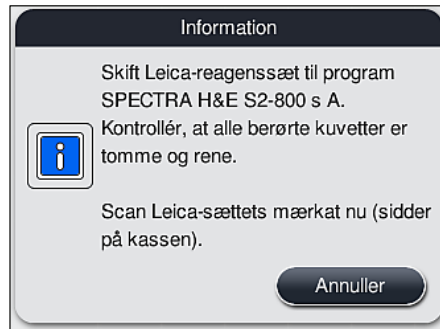 Information
Skift Leica-reagenssæt til program
SPECTRA H&E S2-800 s A.
Kontrollér, at alle berørte kuvetter er
tomme og rene.
Scan Leica-sættets mærkat nu (sidder
på kassen).
Annuller